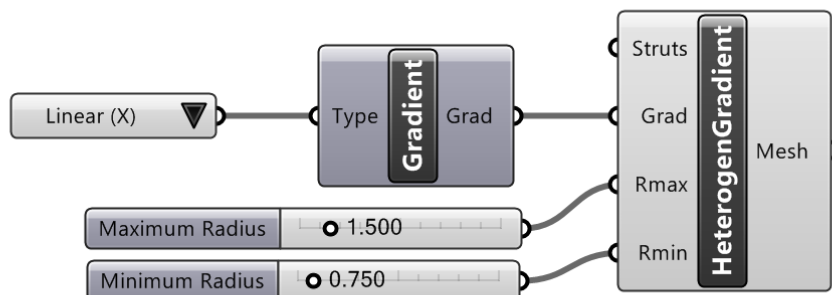 Linear (X)
Type
Gradient
Grad
Struts
Grad
Rmax
Rmin
HeterogenGradient
Mesh
Maximum Radius
1.500
Minimum Radius
0.750